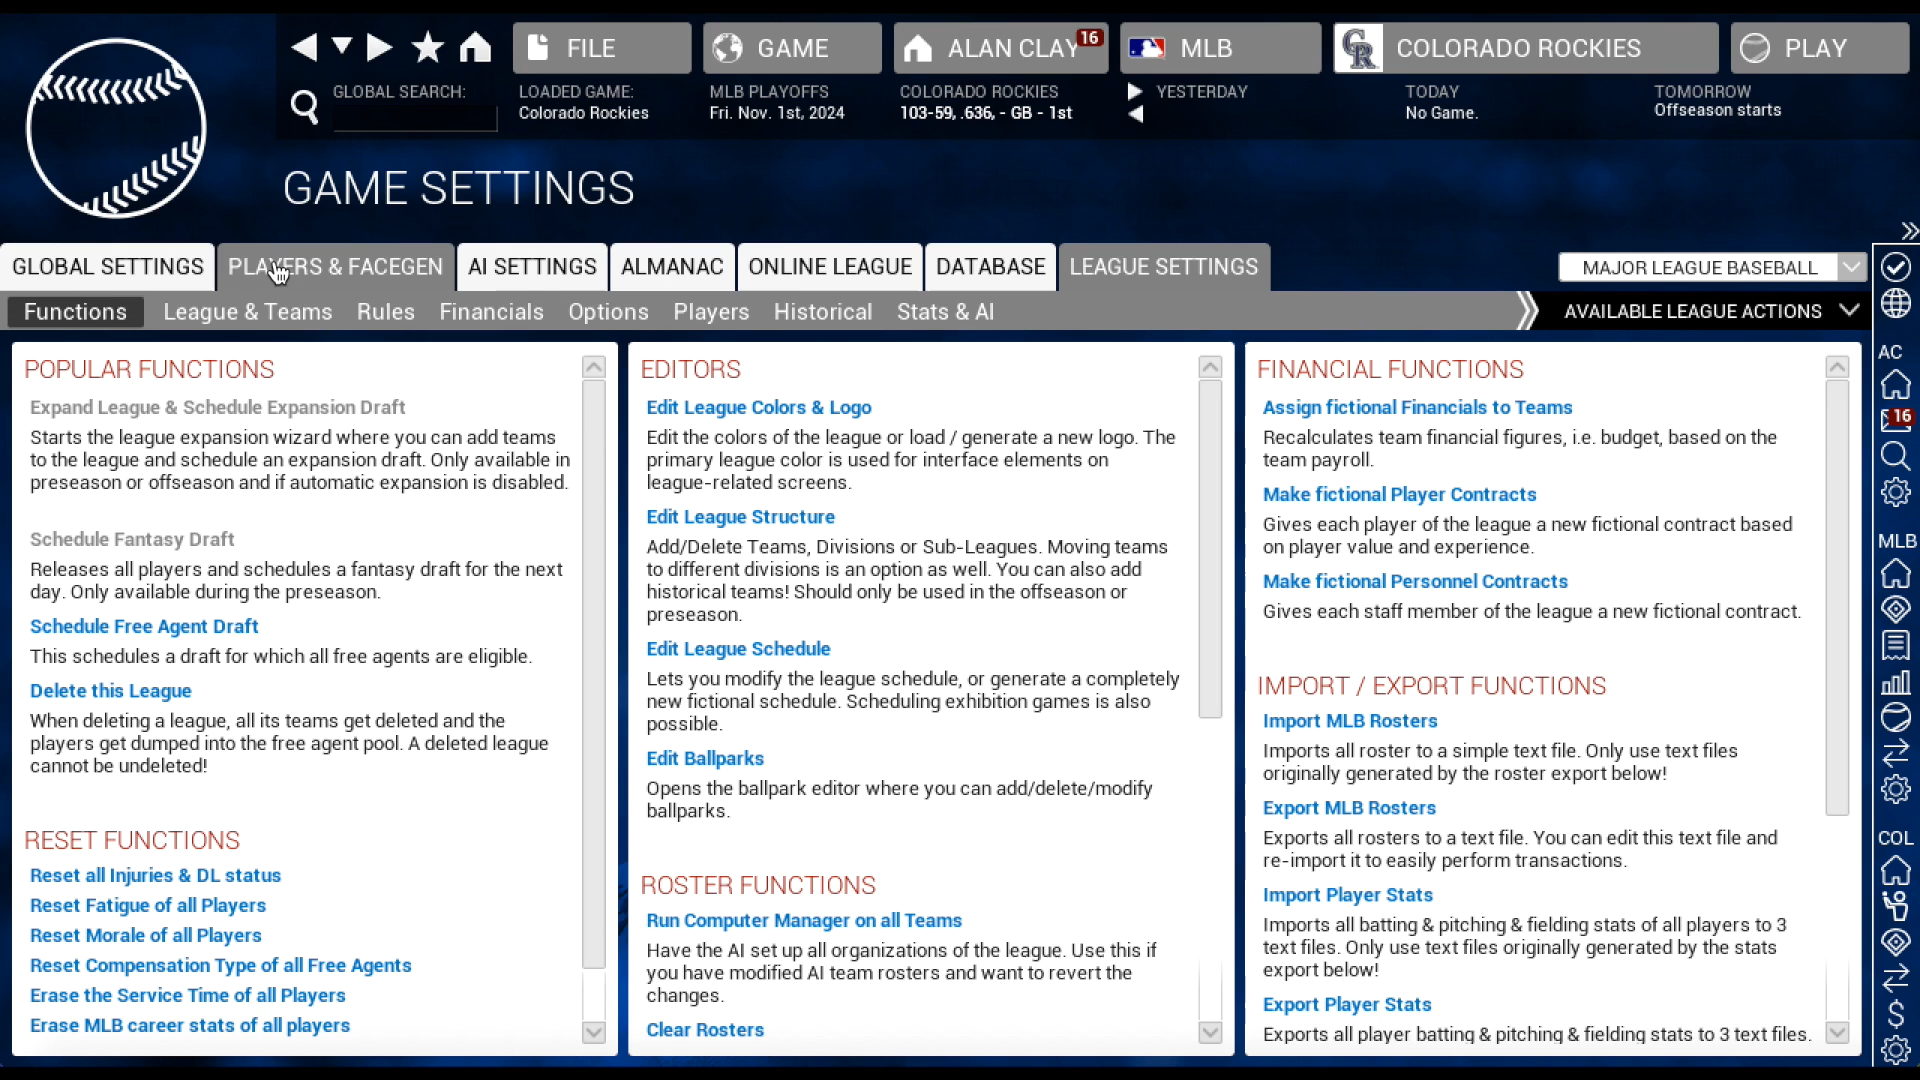 FILE
GAME
ALAN CLAY
16
MLB
COLORADO ROCKIES
PLAY
GLOBAL SEARCH:
LOADED GAME:
Colorado Rockies
MLB PLAYOFFS
Fri. Nov. 1st, 2024
COLORADO ROCKIES
103-59, .636, - GB - 1st
YESTERDAY
TODAY
No Game.
TOMORROW
Offseason starts
GAME SETTINGS
GLOBAL SETTINGS
PLAYERS & FACEGEN
AI SETTINGS
ALMANAC
ONLINE LEAGUE
DATABASE
LEAGUE SETTINGS
MAJOR LEAGUE BASEBALL
Functions
League & Teams
Rules
Financials
Options
Players
Historical
Stats & AI
AVAILABLE LEAGUE ACTIONS
POPULAR FUNCTIONS
Expand League & Schedule Expansion Draft
Starts the league expansion wizard where you can add teams
to the league and schedule an expansion draft. Only available in
preseason or offseason and if automatic expansion is disabled.
Schedule Fantasy Draft
Releases all players and schedules a fantasy draft for the next
day. Only available during the preseason.
Schedule Free Agent Draft
This schedules a draft for which all free agents are eligible.
Delete this League
When deleting a league, all its teams get deleted and the
players get dumped into the free agent pool. A deleted league
cannot be undeleted!
RESET FUNCTIONS
Reset all Injuries & DL status
Reset Fatigue of all Players
Reset Morale of all Players
Reset Compensation Type of all Free Agents
Erase the Service Time of all Players
Erase MLB career stats of all players
EDITORS
Edit League Colors & Logo
Edit the colors of the league or load / generate a new logo. The
primary league color is used for interface elements on
league-related screens.
Edit League Structure
Add/Delete Teams, Divisions or Sub-Leagues. Moving teams
to different divisions is an option as well. You can also add
historical teams! Should only be used in the offseason or
preseason.
Edit League Schedule
Lets you modify the league schedule, or generate a completely
new fictional schedule. Scheduling exhibition games is also
possible.
Edit Ballparks
Opens the ballpark editor where you can add/delete/modify
ballparks.
ROSTER FUNCTIONS
Run Computer Manager on all Teams
Have the AI set up all organizations of the league. Use this if
you have modified AI team rosters and want to revert the
changes.
Clear Rosters
FINANCIAL FUNCTIONS
Assign fictional Financials to Teams
Recalculates team financial figures, i.e. budget, based on the
team payroll.
Make fictional Player Contracts
Gives each player of the league a new fictional contract based
on player value and experience.
Make fictional Personnel Contracts
Gives each staff member of the league a new fictional contract.
IMPORT / EXPORT FUNCTIONS
Import MLB Rosters
Imports all roster to a simple text file. Only use text files
originally generated by the roster export below!
Export MLB Rosters
Exports all rosters to a text file. You can edit this text file and
re-import it to easily perform transactions.
Import Player Stats
Imports all batting & pitching & fielding stats of all players to 3
text files. Only use text files originally generated by the stats
export below!
Export Player Stats
Exports all player batting & pitching & fielding stats to 3 text files.
AC
16
MLB
COL